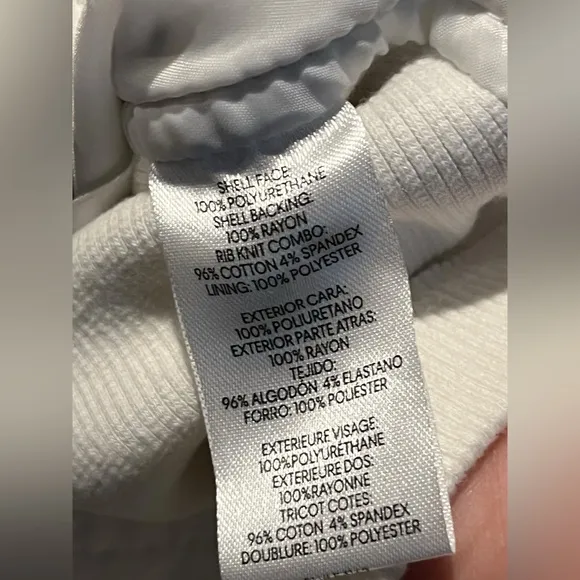 SHELL FACE:
100% POLYURETHANE
SHELL BACKING:
100% RAYON
RIB KNIT COMBO:
96% COTTON 4% SPANDEX
LINING: 100% POLYESTER
EXTERIOR CARA:
100% POLIURETANO
EXTERIOR PARTE ATRAS:
100% RAYON
TEJIDO:
96% ALGODÓN 4% ELASTANO
FORRO: 100% POLIÉSTER
EXTERIEURE VISAGE:
100%POLYURÉTHANE
EXTERIEURE DOS:
100%RAYONNE
TRICOT COTES:
96% COTON 4% SPANDEX
DOUBLURE: 100% POLYESTER